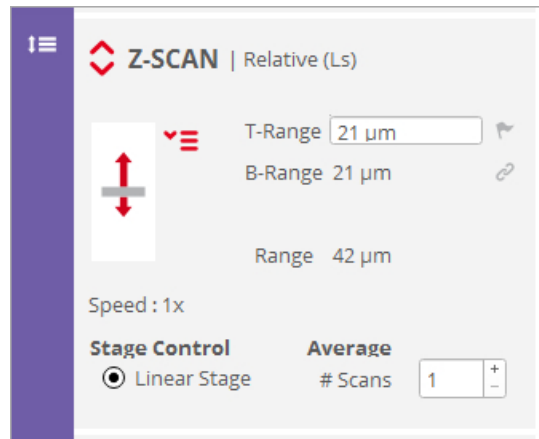 Z-SCAN | Relative (Ls)
T-Range 21 μm
B-Range 21 μm
Range 42 μm
Speed : 1x
Stage Control Average
Linear Stage # Scans 1 + -